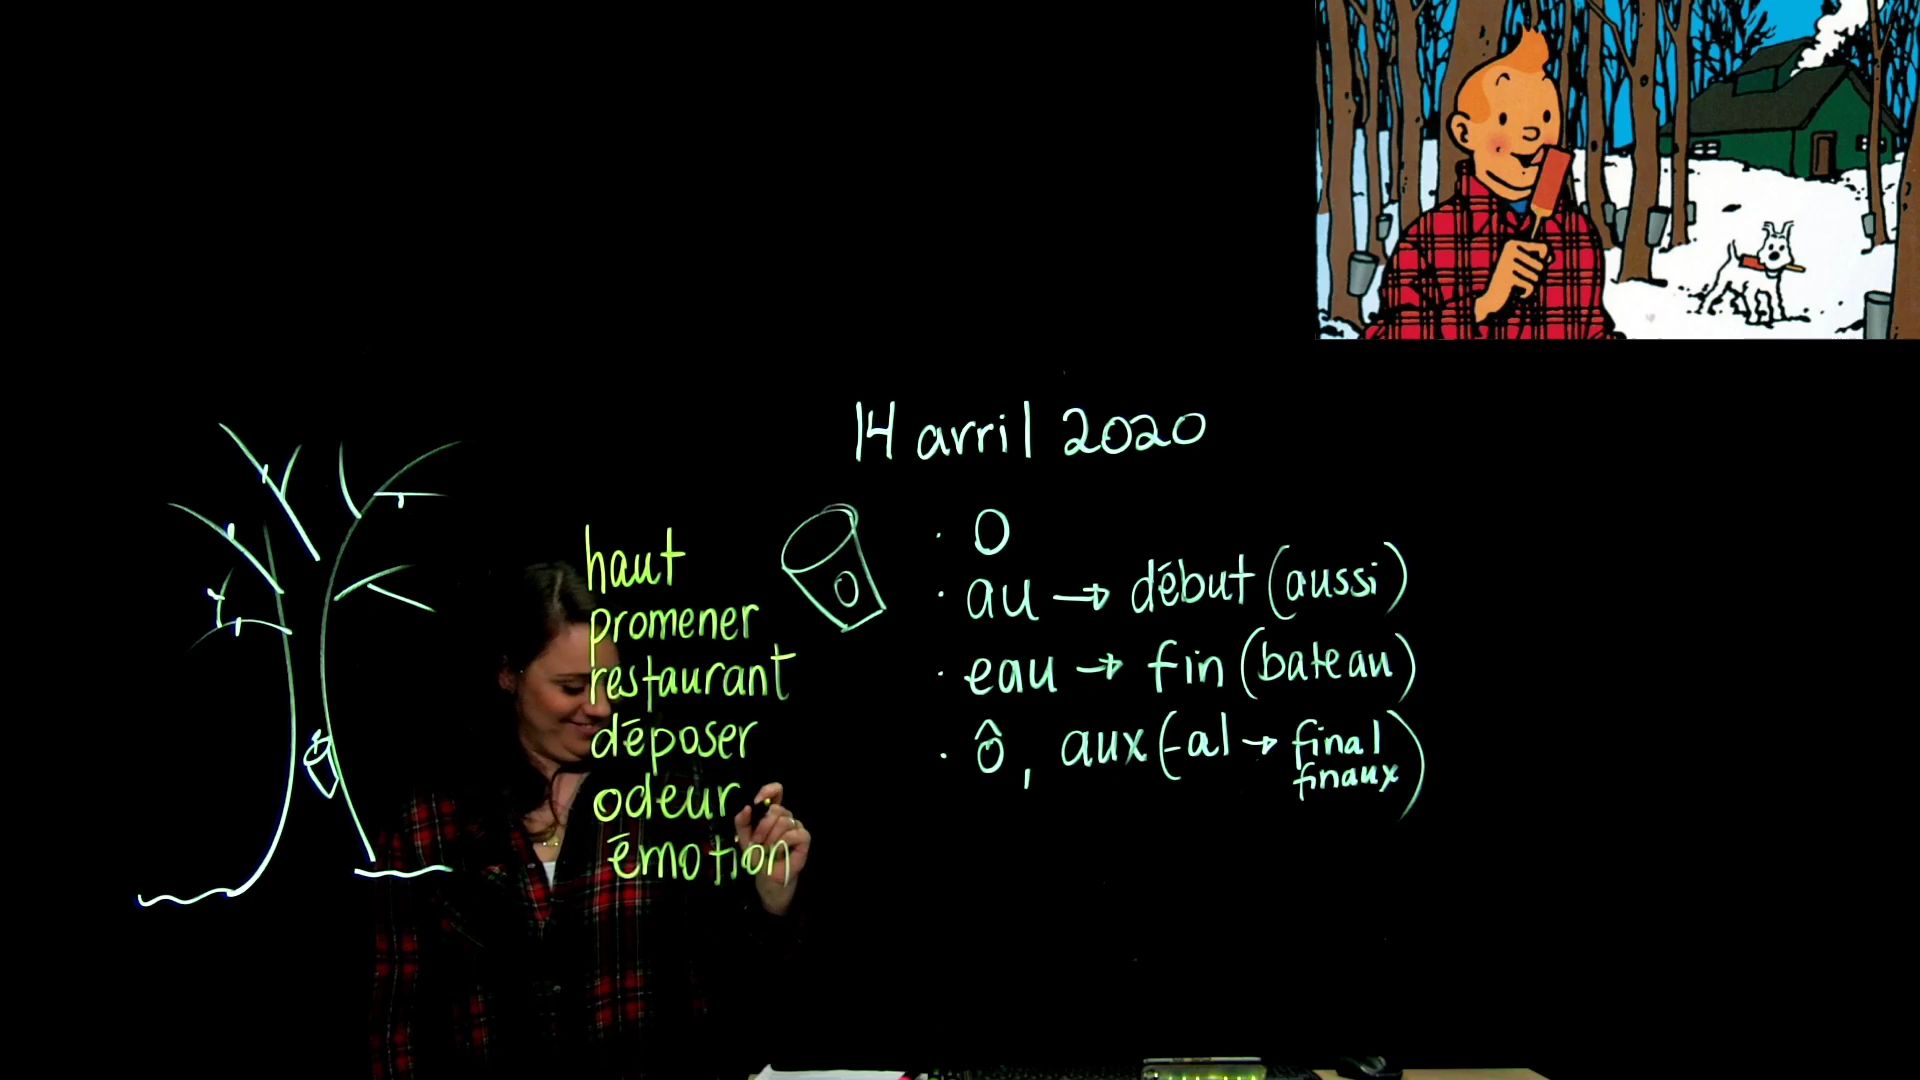 14 avril 2020
haut
promener
restaurant
déposer
odeur
émotion
O
· O
· au → début (aussi)
· eau → fin (bateau)
· ô, aux (-al → final
finaux)